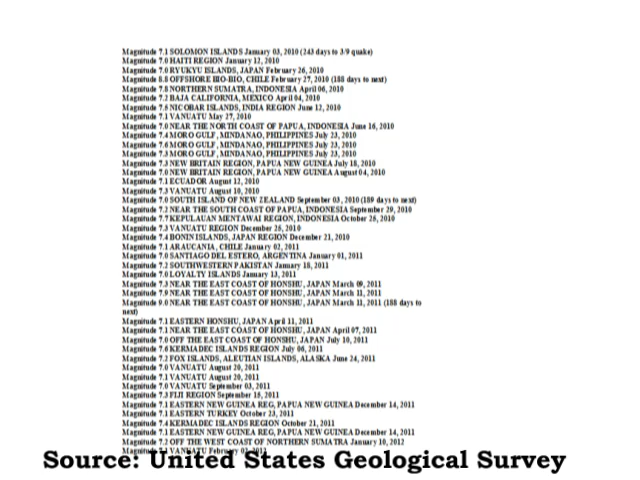 Magnitude 7.1 SOLOMON ISLANDS January 03, 2010 (243 days to 3/9 quake)
Magnitude 7.0 HAITI REGION January 12, 2010
Magnitude 7.0 RYUKYU ISLANDS, JAPAN February 26, 2010
Magnitude 8.8 OFFSHORE BIO-BIO, CHILE February 27, 2010 (188 days to next)
Magnitude 7.8 NORTHERN SUMATRA, INDONESIA April 06, 2010
Magnitude 7.2 BAJA CALIFORNIA, MEXICO April 04, 2010
Magnitude 7.5 NICOBAR ISLANDS, INDIA REGION June 12, 2010
Magnitude 7.1 VANUATU May 27, 2010
Magnitude 7.0 NEAR THE NORTH COAST OF PAPUA, INDONESIA June 16, 2010
Magnitude 7.4 MORO GULF, MINDANAO, PHILIPPINES July 23, 2010
Magnitude 7.6 MORO GULF, MINDANAO, PHILIPPINES July 23, 2010
Magnitude 7.3 MORO GULF, MINDANAO, PHILIPPINES July 23, 2010
Magnitude 7.3 NEW BRITAIN REGION, PAPUA NEW GUINEA July 18, 2010
Magnitude 7.0 NEW BRITAIN REGION, PAPUA NEW GUINEA August 04, 2010
Magnitude 7.1 ECUADOR August 12, 2010
Magnitude 7.3 VANUATU August 10, 2010
Magnitude 7.0 SOUTH ISLAND OF NEW ZEALAND September 03, 2010 (189 days to next)
Magnitude 7.2 NEAR THE SOUTH COAST OF PAPUA, INDONESIA September 29, 2010
Magnitude 7.7 KEPULAUAN MENTAWAI REGION, INDONESIA October 25, 2010
Magnitude 7.3 VANUATU REGION December 25, 2010
Magnitude 7.4 BONIN ISLANDS, JAPAN REGION December 21, 2010
Magnitude 7.1 ARAUCANIA, CHILE January 02, 2011
Magnitude 7.0 SANTIAGO DEL ESTERO, ARGENTINA January 01, 2011
Magnitude 7.2 SOUTHWESTERN PAKISTAN January 18, 2011
Magnitude 7.0 LOYALTY ISLANDS January 13, 2011
Magnitude 7.3 NEAR THE EAST COAST OF HONSHU, JAPAN March 09, 2011
Magnitude 7.9 NEAR THE EAST COAST OF HONSHU, JAPAN March 11, 2011
Magnitude 9.0 NEAR THE EAST COAST OF HONSHU, JAPAN March 11, 2011 (188 days to
next)
Magnitude 7.1 EASTERN HONSHU, JAPAN April 11, 2011
Magnitude 7.1 NEAR THE EAST COAST OF HONSHU, JAPAN April 07, 2011
Magnitude 7.0 OFF THE EAST COAST OF HONSHU, JAPAN July 10, 2011
Magnitude 7.6 KERMADEC ISLANDS REGION July 06, 2011
Magnitude 7.2 FOX ISLANDS, ALEUTIAN ISLANDS, ALASKA June 24, 2011
Magnitude 7.0 VANUATU August 20, 2011
Magnitude 7.1 VANUATU August 20, 2011
Magnitude 7.0 VANUATU September 03, 2011
Magnitude 7.3 FIJI REGION September 15, 2011
Magnitude 7.1 EASTERN NEW GUINEA REG, PAPUA NEW GUINEA December 14, 2011
Magnitude 7.1 EASTERN TURKEY October 23, 2011
Magnitude 7.4 KERMADEC ISLANDS REGION October 21, 2011
Magnitude 7.1 EASTERN NEW GUINEA REG, PAPUA NEW GUINEA December 14, 2011
Magnitude 7.2 OFF THE WEST COAST OF NORTHERN SUMATRA January 10, 2012
Magnitude 7.1 VANUATU February 02, 2012
Source: United States Geological Survey